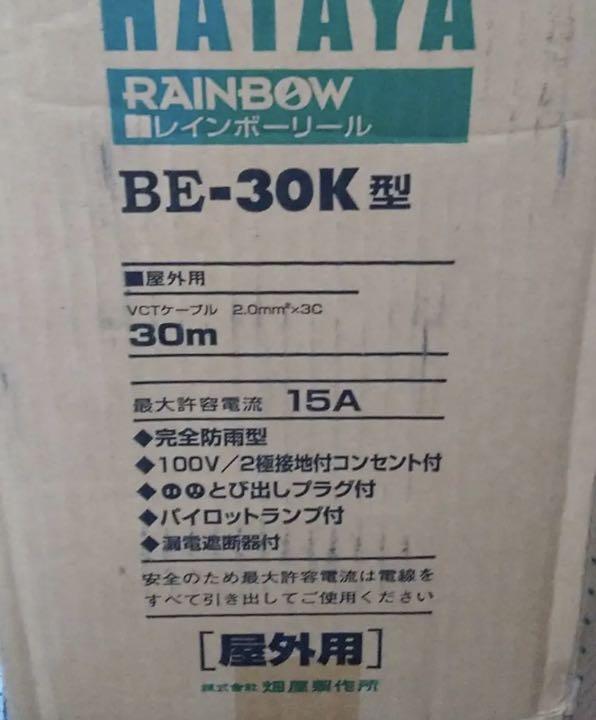 HATAYA
RAINBOW
レインボーリール
BE-30K型
■屋外用
VCTケーブル 2.0mm²×3C
30m
最大許容電流 15A
◆完全防雨型
◆100V/2極接地付コンセント付
◆とび出しプラグ付
◆パイロットランプ付
◆漏電遮断器付
安全のため最大許容電流は電線を
すべて引き出してご使用ください
[屋外用]
株式会社 畑屋製作所